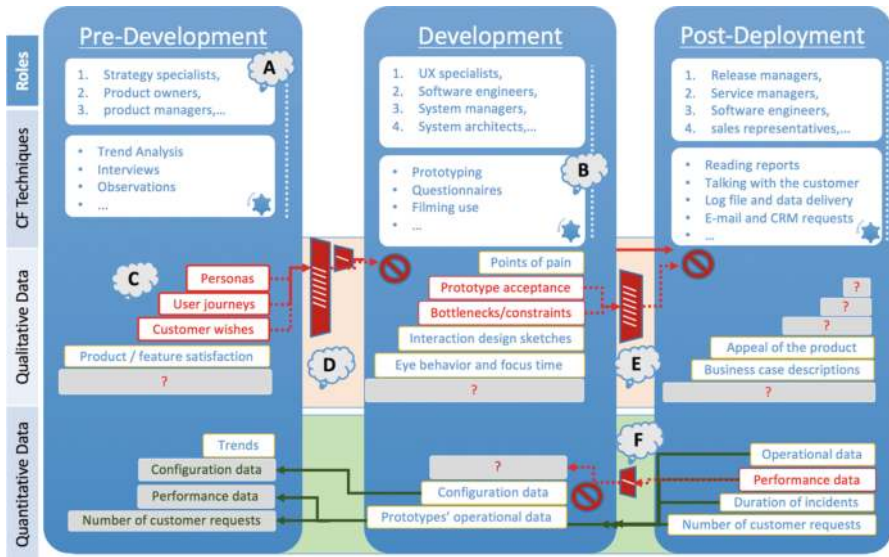 Pre-Development
Development
Post-Deployment
Roles
1. Strategy specialists,
2. Product owners,
3. product managers,...
A
1. UX specialists,
2. Software engineers,
3. System managers,
4. System architects,...
1. Release managers,
2. Service managers,
3. Software engineers,
4. sales representatives,...
CF Techniques
• Trend Analysis
• Interviews
• Observations
• ...
• Prototyping
• Questionnaires
• Filming use
• ...
B
• Reading reports
• Talking with the customer
• Log file and data delivery
• E-mail and CRM requests
• ...
Qualitative Data
C
Personas
User journeys
Customer wishes
Product / feature satisfaction
?
D
Points of pain
Prototype acceptance
Bottlenecks/constraints
Interaction design sketches
Eye behavior and focus time
?
E
?
?
?
Appeal of the product
Business case descriptions
?
Quantitative Data
Trends
Configuration data
Performance data
Number of customer requests
?
Configuration data
Prototypes' operational data
F
Operational data
Performance data
Duration of incidents
Number of customer requests